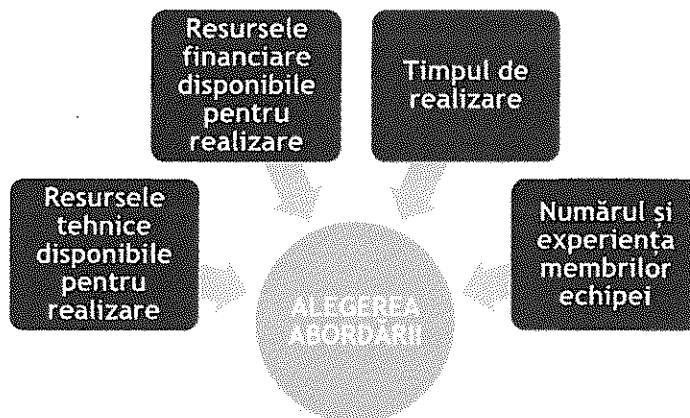 Resursele
financiare
disponibile
pentru
realizare
Timpul de
realizare
Resursele
tehnice
disponibile
pentru
realizare
Numărul și
experiența
membrilor
echipei
ALEGEREA
ABORDĂRII